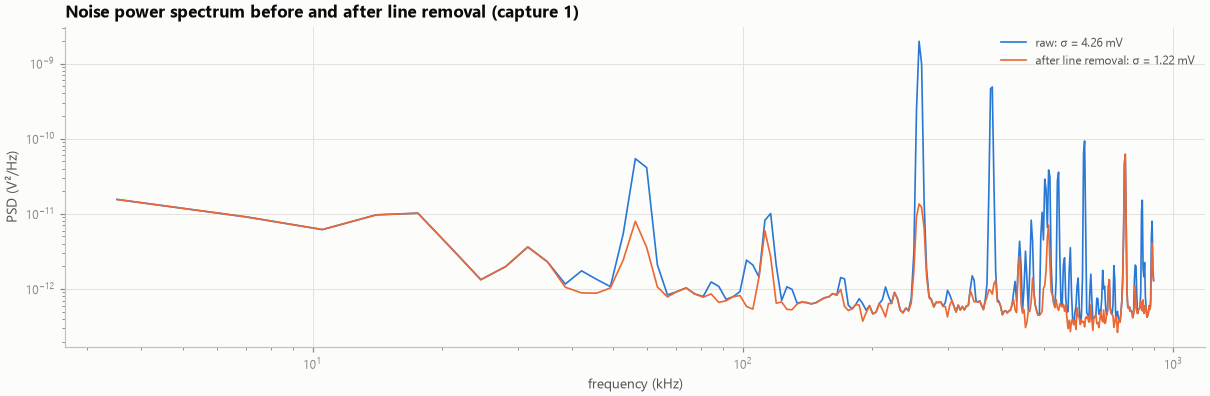 Noise power spectrum before and after line removal (capture 1)
raw: σ = 4.26 mV
after line removal: σ = 1.22 mV
PSD (V²/Hz)
10⁻⁹
10⁻¹⁰
10⁻¹¹
10⁻¹²
10¹
10²
10³
frequency (kHz)